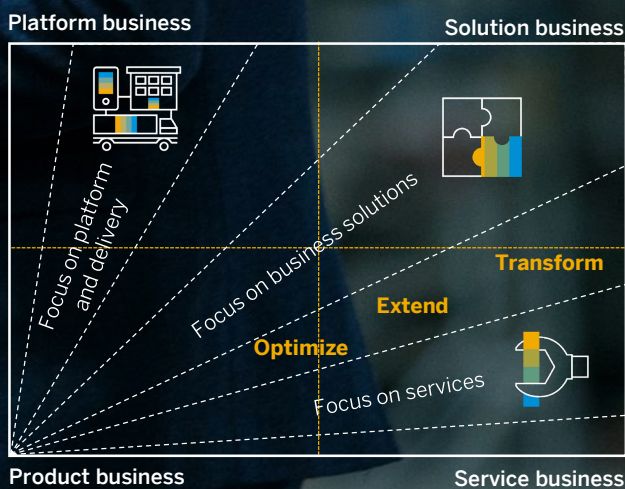 Platform business
Solution business
Focus on platform
and delivery
Focus on business solutions
Transform
Extend
Optimize
Focus on services
Product business
Service business